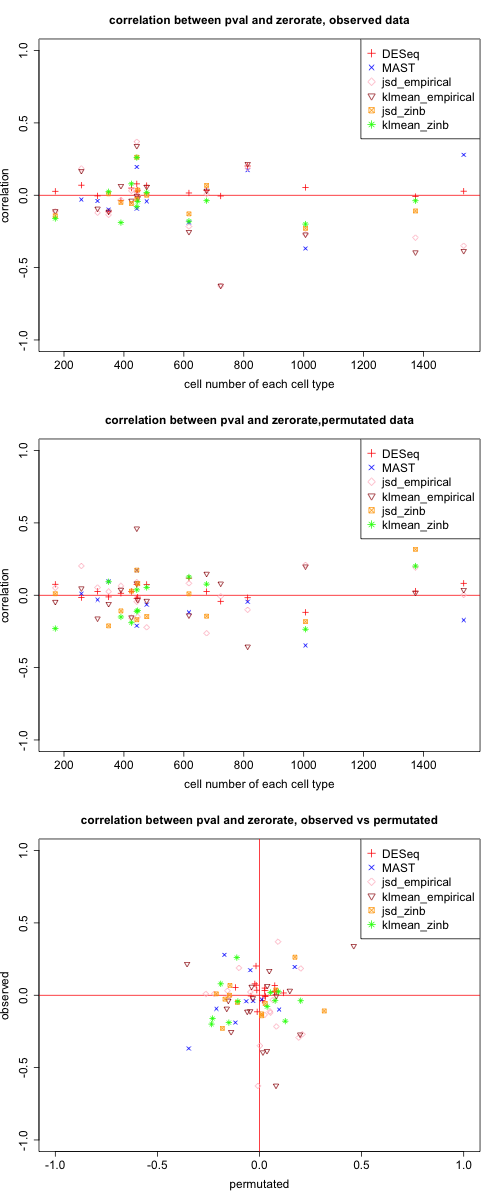 correlation between pval and zerorate, observed data
1.0
0.5
0.0
-0.5
-1.0
correlation
DESeq
MAST
jsd_empirical
klmean_empirical
jsd_zinb
klmean_zinb
200 400 600 800 1000 1200 1400
cell number of each cell type
correlation between pval and zerorate,permutated data
1.0
0.5
0.0
-0.5
-1.0
correlation
DESeq
MAST
jsd_empirical
klmean_empirical
jsd_zinb
klmean_zinb
200 400 600 800 1000 1200 1400
cell number of each cell type
correlation between pval and zerorate, observed vs permutated
1.0
0.5
0.0
-0.5
-1.0
observed
DESeq
MAST
jsd_empirical
klmean_empirical
jsd_zinb
klmean_zinb
-1.0 -0.5 0.0 0.5 1.0
permutated